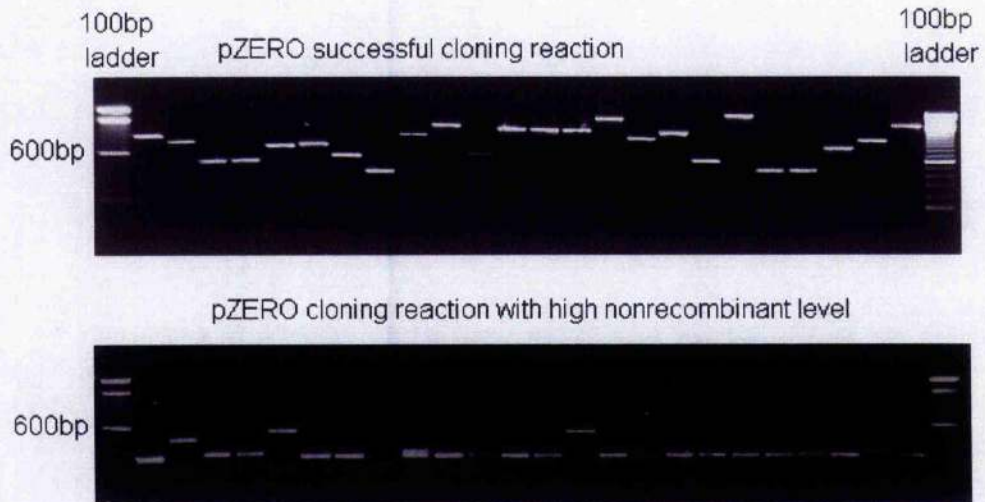 100bp
ladder
pZERO successful cloning reaction
100bp
ladder
600bp
pZERO cloning reaction with high nonrecombinant level
600bp